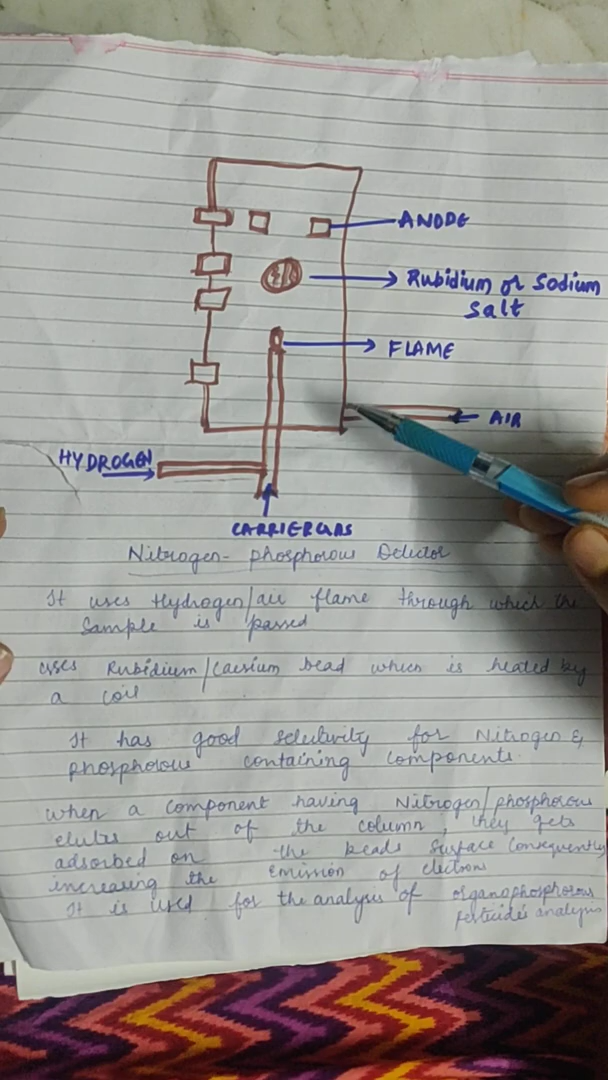 ANODE
Rubidium or Sodium
Salt
FLAME
AIR
HYDROGEN
CARRIER GAS
Nitrogen- phosphorous Detector
It uses Hydrogen/air flame through which the
Sample is passed
uses Rubidium/Caesium bead which is heated by
a coil
It has good selutivity for Nitrogen &
phosphorous containing components.
when a component having Nitrogen/phosphorous
elutes out of the column, they gets
adsorbed on the beads surface consequently
increasing the emission of electrons
It is used for the analysis of organophosphorous
pesticides analysis